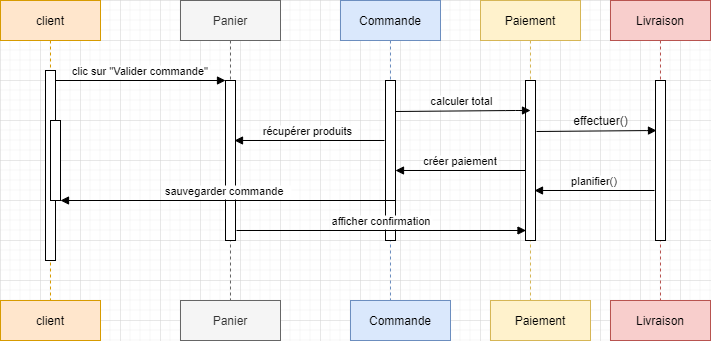 client
Panier
Commande
Paiement
Livraison
clic sur "Valider commande"
calculer total
effectuer()
récupérer produits
créer paiement
planifier()
sauvegarder commande
afficher confirmation
client
Panier
Commande
Paiement
Livraison